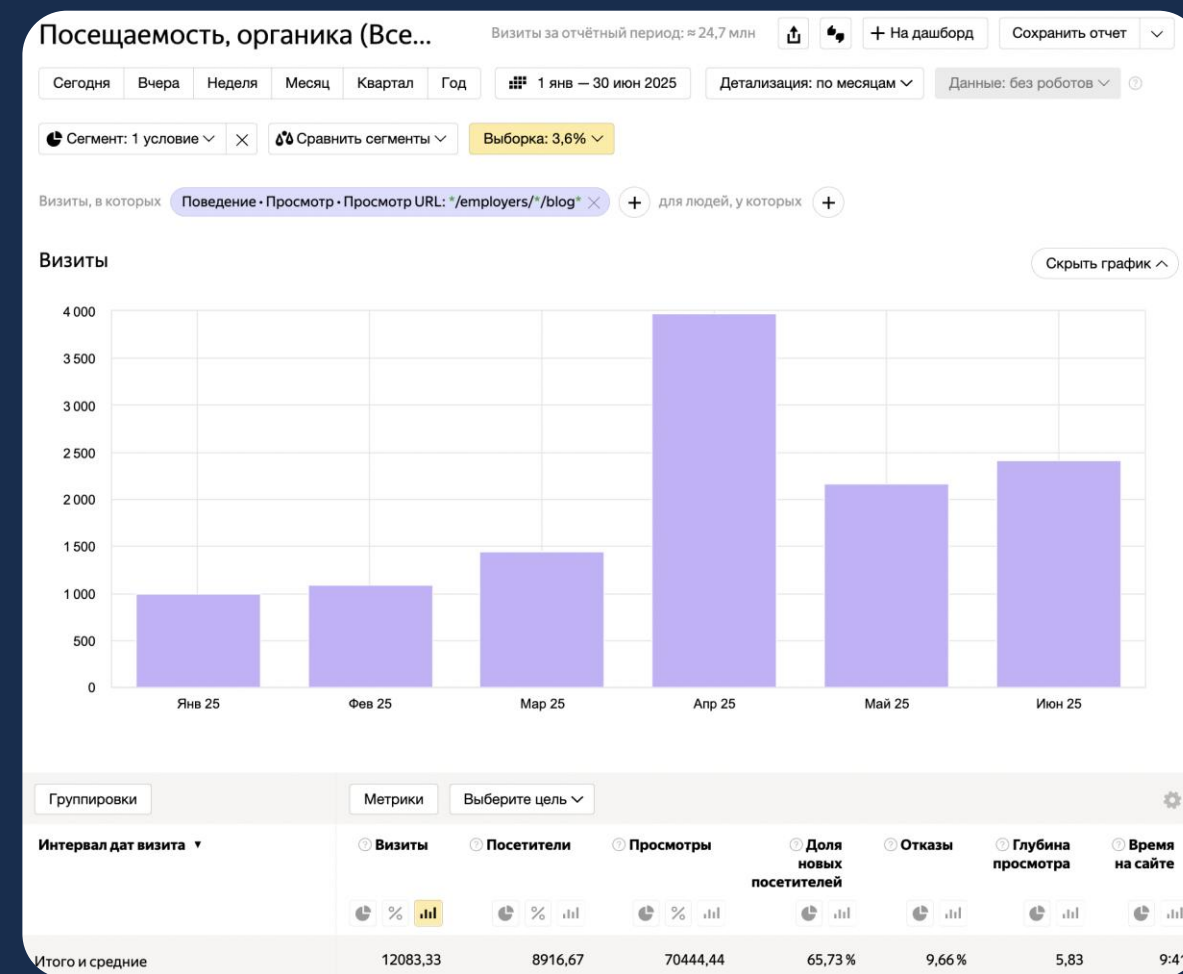 Посещаемость, органика (Все...
Визиты за отчётный период: ≈ 24,7 млн
+ На дашборд
Сохранить отчет
Сегодня Вчера Неделя Месяц Квартал Год
1 янв — 30 июн 2025
Детализация: по месяцам
Данные: без роботов
Сегмент: 1 условие
Сравнить сегменты
Выборка: 3,6%
Визиты, в которых Поведение · Просмотр · Просмотр URL: */employers/*/blog* + для людей, у которых +
Визиты
Скрыть график
4 000
3 500
3 000
2 500
2 000
1 500
1 000
500
0
Янв 25 Фев 25 Мар 25 Апр 25 Май 25 Июн 25
Группировки
Метрики
Выберите цель
Интервал дат визита
Визиты
Посетители
Просмотры
Доля
новых
посетителей
Отказы
Глубина
просмотра
Время
на сайте
% % %
Итого и средние 12083,33 8916,67 70444,44 65,73 % 9,66 % 5,83